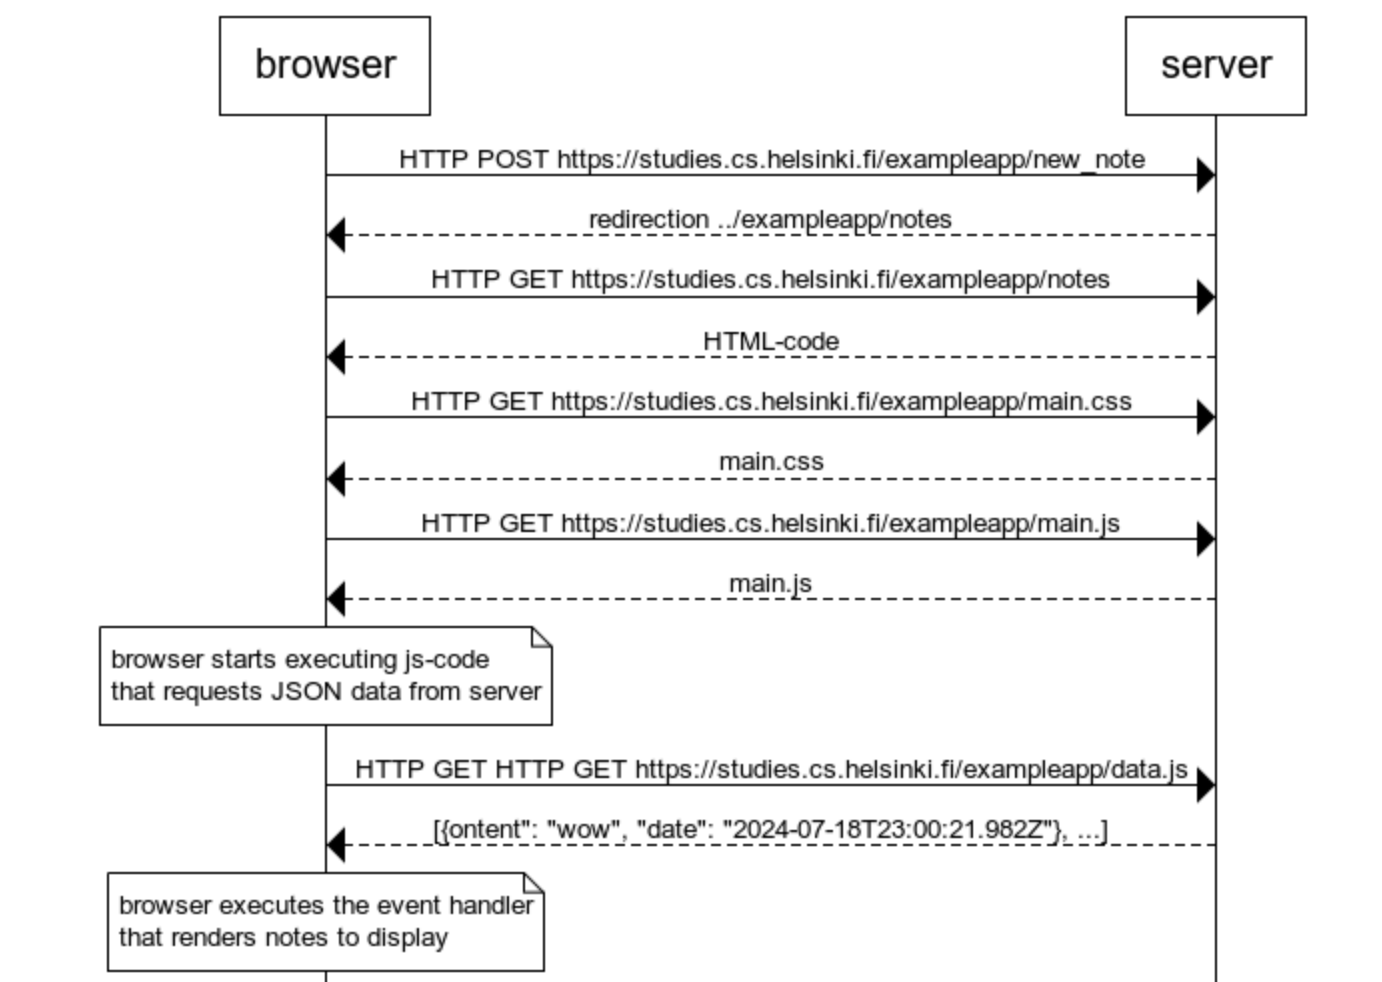 browser
server
HTTP POST https://studies.cs.helsinki.fi/exampleapp/new_note
redirection ../exampleapp/notes
HTTP GET https://studies.cs.helsinki.fi/exampleapp/notes
HTML-code
HTTP GET https://studies.cs.helsinki.fi/exampleapp/main.css
main.css
HTTP GET https://studies.cs.helsinki.fi/exampleapp/main.js
main.js
browser starts executing js-code
that requests JSON data from server
HTTP GET HTTP GET https://studies.cs.helsinki.fi/exampleapp/data.js
[{ontent": "wow", "date": "2024-07-18T23:00:21.982Z"}, ...]
browser executes the event handler
that renders notes to display